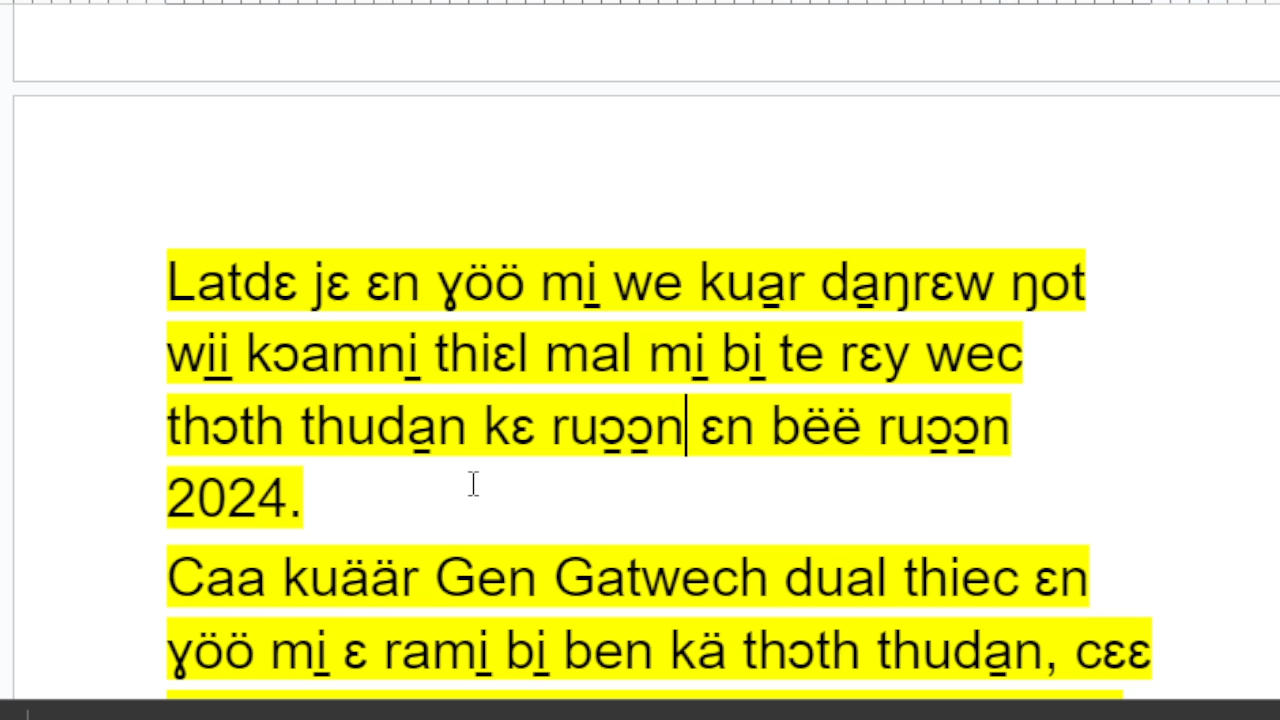 Latdɛ jɛ ɛn ɣöö mi̱ we kua̱r da̱ŋrɛw ŋot
wi̱i̱ kɔamni̱ thiɛl mal mi̱ bi̱ te rɛy wec
thɔth thuda̱n kɛ ruɔ̱ɔ̱n ɛn bëë ruɔ̱ɔ̱n
2024.
Caa kuäär Gen Gatwech dual thiec ɛn
ɣöö mi̱ ɛ rami̱ bi̱ ben kä thɔth thuda̱n, cɛɛ